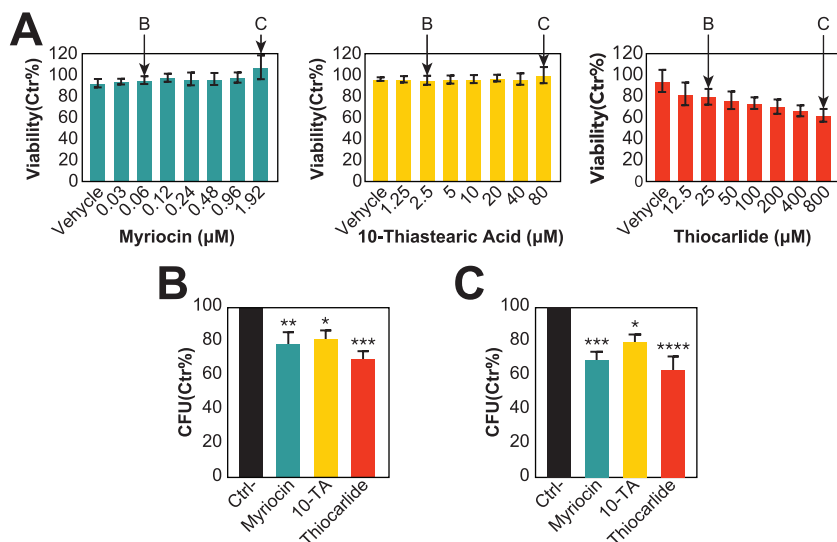 A
B
C
Viability(Ctr%)
120
100
80
60
40
20
0
Vehycle
0.03
0.06
0.12
0.24
0.48
0.96
1.92
Myriocin (µM)
B
C
Viability(Ctr%)
120
100
80
60
40
20
0
Vehycle
1.25
2.5
5
10
20
40
80
10-Thiastearic Acid (µM)
B
C
Viability(Ctr%)
120
100
80
60
40
20
0
Vehycle
12.5
25
50
100
200
400
800
Thiocarlide (µM)
B
CFU(Ctr%)
100
80
60
40
20
0
**
*
***
Ctrl-
Myriocin
10-TA
Thiocarlide
C
CFU(Ctr%)
100
80
60
40
20
0
***
*
****
Ctrl-
Myriocin
10-TA
Thiocarlide